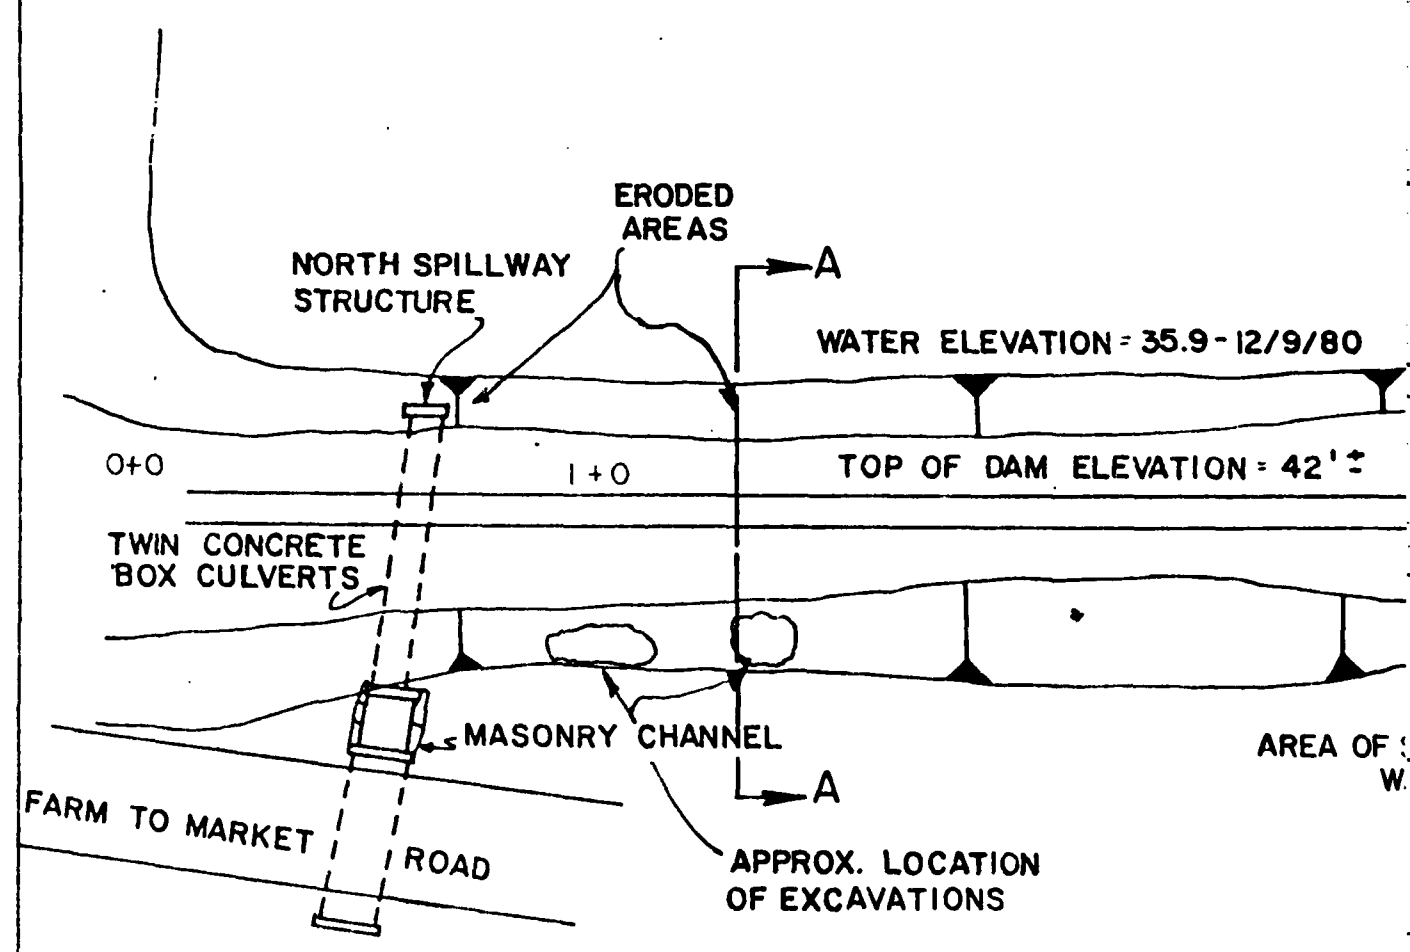 ERODED
AREAS
NORTH SPILLWAY
STRUCTURE
A
WATER ELEVATION = 35.9 - 12/9/80
0+0
1+0
TOP OF DAM ELEVATION = 42' ±
TWIN CONCRETE
BOX CULVERTS
MASONRY CHANNEL
AREA OF
A
FARM TO MARKET ROAD
APPROX. LOCATION
OF EXCAVATIONS